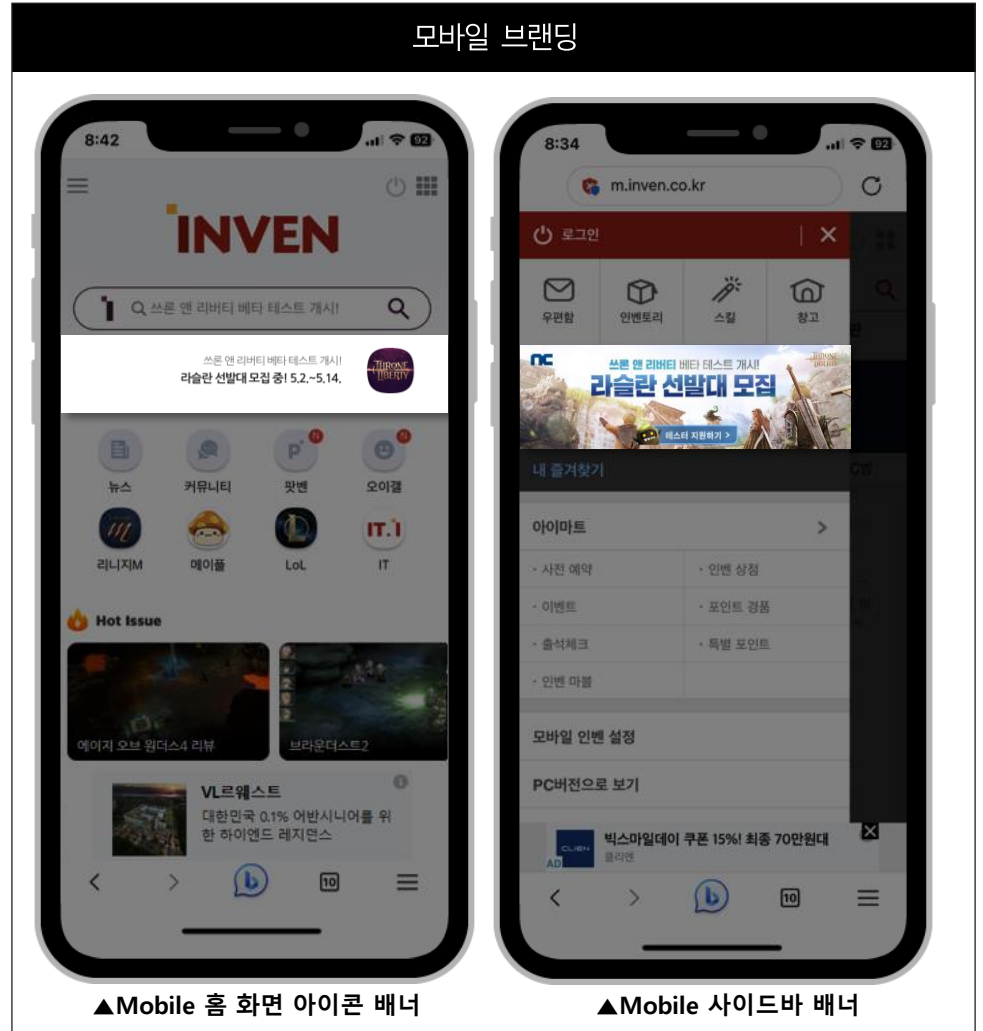 모바일 브랜딩
8:42
92
INVEN
쓰론 앤 리버티 베타 테스트 개시!
쓰론 앤 리버티 베타 테스트 개시!
라슬란 선발대 모집 중! 5.2.~5.14.
THRONE
LIBERTY
N
N
뉴스 커뮤니티 팟벤 오이갤
리니지M 메이플 LoL IT
Hot Issue
에이지 오브 원더스4 리뷰
브라운더스트2
VL르웨스트
대한민국 0.1% 어반시니어를 위
한 하이엔드 레지던스
10
▲Mobile 홈 화면 아이콘 배너
8:34
92
m.inven.co.kr
로그인
우편함 인벤토리 스킬 창고
NC
쓰론 앤 리버티 베타 테스트 개시!
라슬란 선발대 모집
테스터 지원하기 >
THRONE
LIBERTY
내 즐겨찾기
아이마트
· 사전 예약 · 인벤 상점
· 이벤트 · 포인트 경품
· 출석체크 · 특별 포인트
· 인벤 마블
모바일 인벤 설정
PC버전으로 보기
CLIEN
AD
빅스마일데이 쿠폰 15%! 최종 70만원대
클리앙
10
▲Mobile 사이드바 배너